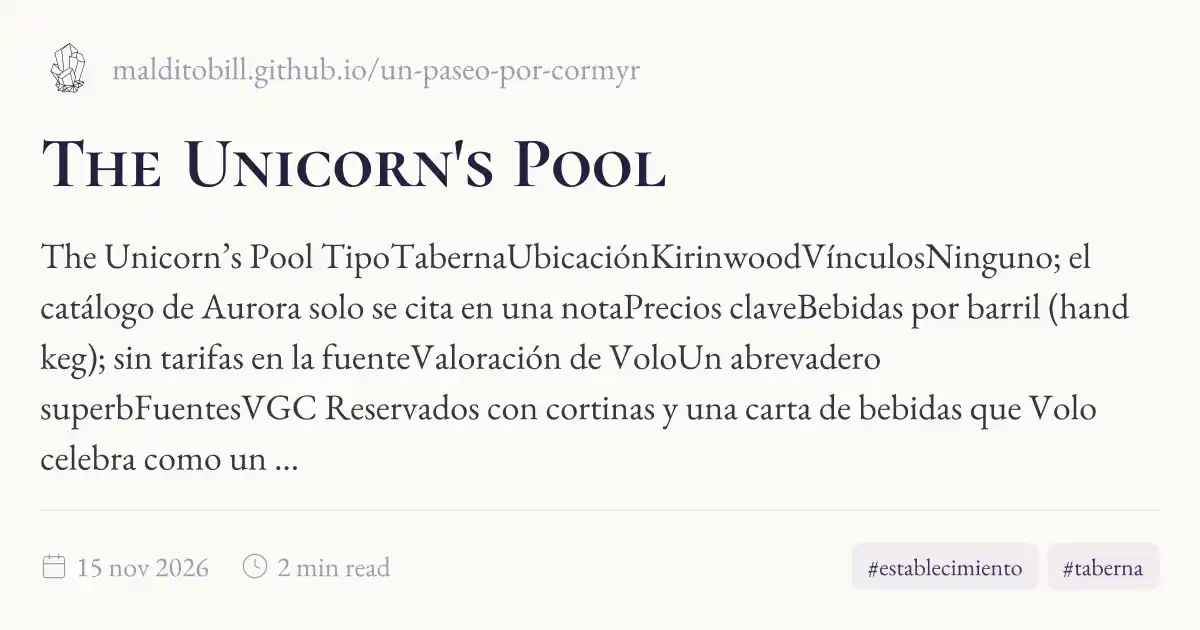 malditobill.github.io/un-paseo-por-cormyr
The Unicorn's Pool
The Unicorn’s Pool TipoTabernaUbicaciónKirinwoodVínculosNinguno; el
catálogo de Aurora solo se cita en una notaPrecios claveBebidas por barril (hand
keg); sin tarifas en la fuenteValoración de VoloUn abrevadero
superbFuentesVGC Reservados con cortinas y una carta de bebidas que Volo
celebra como un ...
15 nov 2026
2 min read
#establecimiento
#taberna